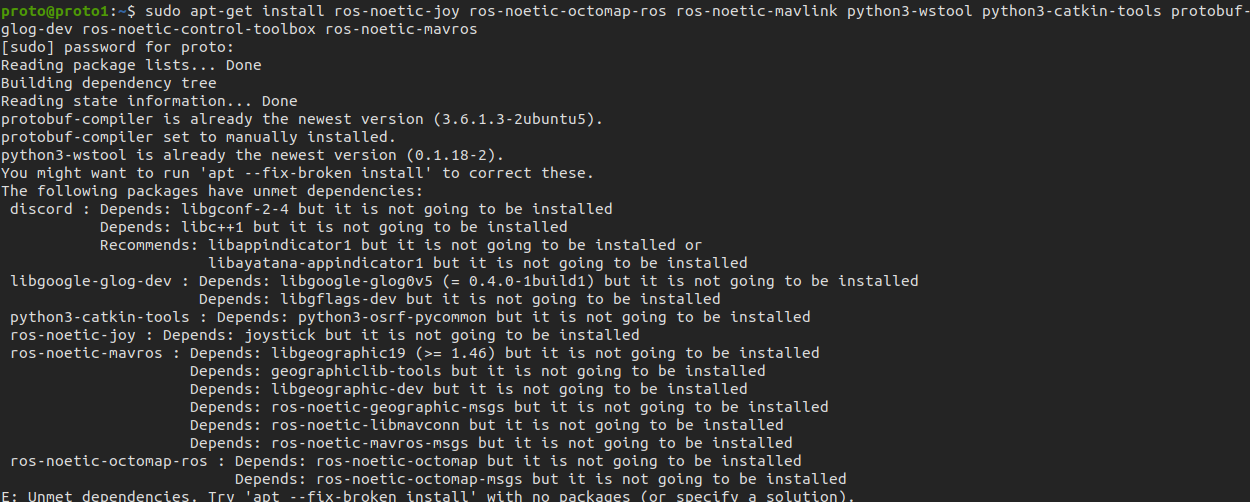 proto@proto1:~$ sudo apt-get install ros-noetic-joy ros-noetic-octomap-ros ros-noetic-mavlink python3-wstool python3-catkin-tools protobuf-
glog-dev ros-noetic-control-toolbox ros-noetic-mavros
[sudo] password for proto:
Reading package lists... Done
Building dependency tree
Reading state information... Done
protobuf-compiler is already the newest version (3.6.1.3-2ubuntu5).
protobuf-compiler set to manually installed.
python3-wstool is already the newest version (0.1.18-2).
You might want to run 'apt --fix-broken install' to correct these.
The following packages have unmet dependencies:
 discord : Depends: libgconf-2-4 but it is not going to be installed
           Depends: libc++1 but it is not going to be installed
           Recommends: libappindicator1 but it is not going to be installed or
                       libayatana-appindicator1 but it is not going to be installed
 libgoogle-glog-dev : Depends: libgoogle-glog0v5 (= 0.4.0-1build1) but it is not going to be installed
                      Depends: libgflags-dev but it is not going to be installed
 python3-catkin-tools : Depends: python3-osrf-pycommon but it is not going to be installed
 ros-noetic-joy : Depends: joystick but it is not going to be installed
 ros-noetic-mavros : Depends: libgeographic19 (>= 1.46) but it is not going to be installed
                     Depends: geographiclib-tools but it is not going to be installed
                     Depends: libgeographic-dev but it is not going to be installed
                     Depends: ros-noetic-geographic-msgs but it is not going to be installed
                     Depends: ros-noetic-libmavconn but it is not going to be installed
                     Depends: ros-noetic-mavros-msgs but it is not going to be installed
 ros-noetic-octomap-ros : Depends: ros-noetic-octomap but it is not going to be installed
                          Depends: ros-noetic-octomap-msgs but it is not going to be installed
E: Unmet dependencies. Try 'apt --fix-broken install' with no packages (or specify a solution).